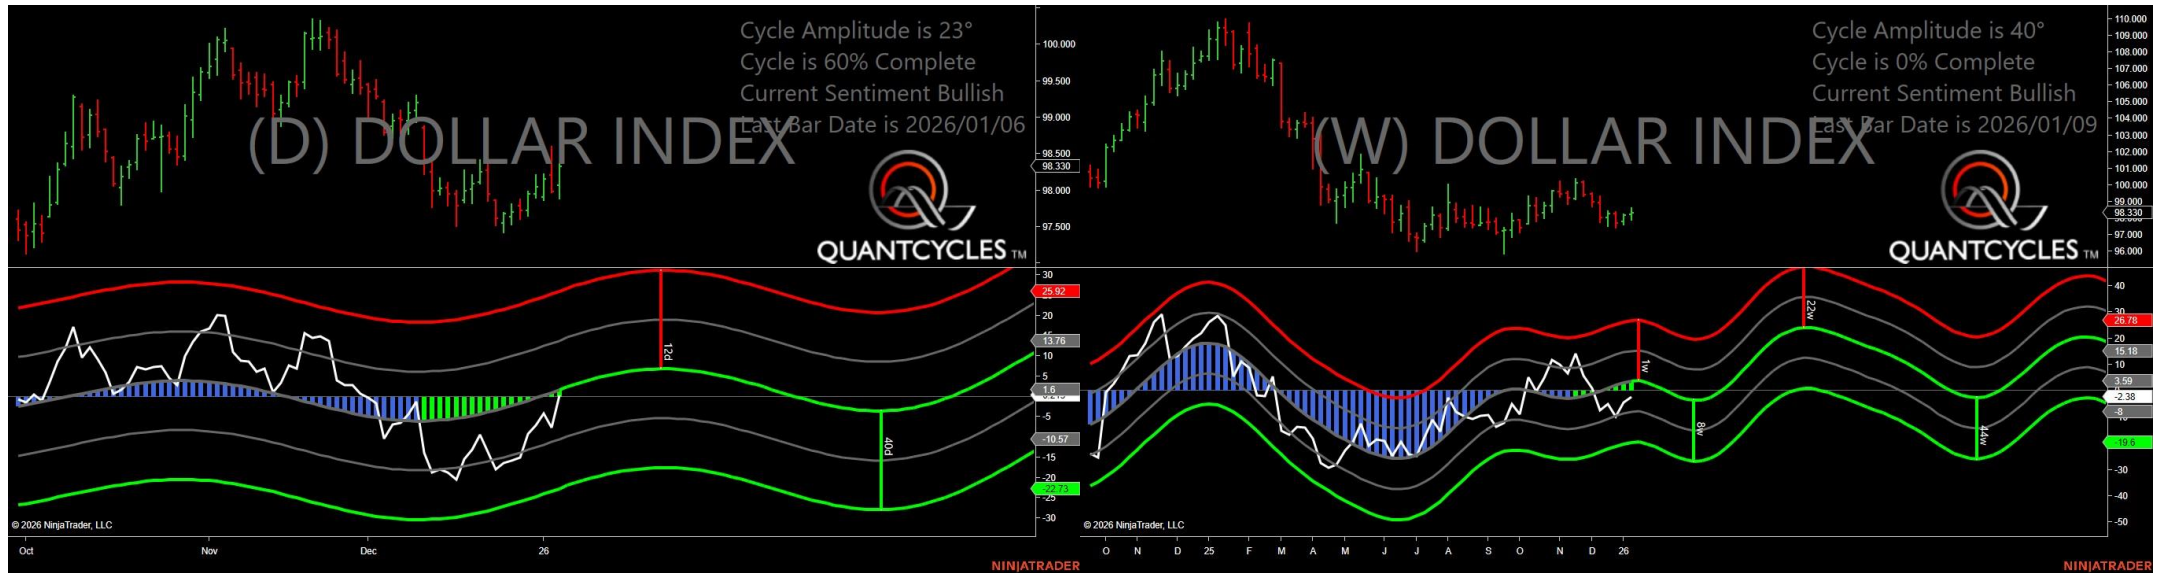 Cycle Amplitude is 23°
Cycle is 60% Complete
Current Sentiment Bullish
Last Bar Date is 2026/01/06
(D) DOLLAR INDEX
QUANTCYCLES TM
100.000
99.500
99.000
98.500
98.330
98.000
97.500
30
25.92
20
13.76
10
5
1.6
-5
-10.57
-15
-20
-22.73
-25
-30
12d
40d
© 2026 NinjaTrader, LLC
Oct
Nov
Dec
26
NINJATRADER
Cycle Amplitude is 40°
Cycle is 0% Complete
Current Sentiment Bullish
Last Bar Date is 2026/01/09
(W) DOLLAR INDEX
QUANTCYCLES TM
110.000
109.000
108.000
107.000
106.000
105.000
104.000
103.000
102.000
101.000
100.000
99.000
98.330
97.000
96.000
40
30
26.78
20
15.18
10
3.59
-2.38
-8
-19.6
-30
-40
-50
1w
8w
22w
44w
© 2026 NinjaTrader, LLC
O
N
D
25
F
M
A
M
J
J
A
S
O
N
D
26
NINJATRADER